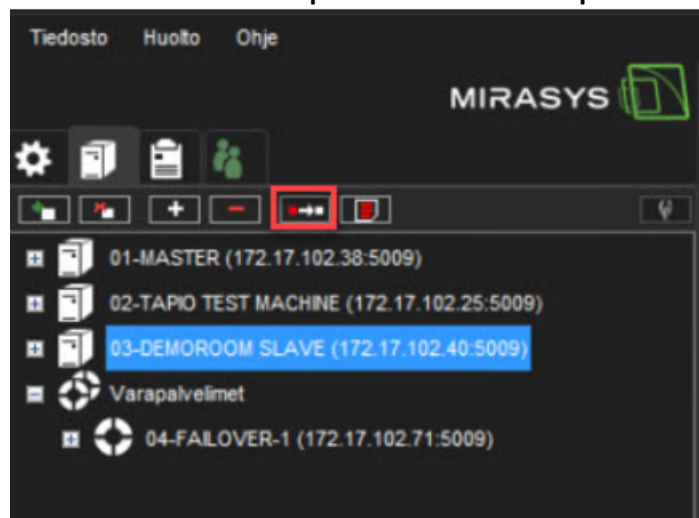 Tiedosto Huolto Ohje
MIRASYS
01-MASTER (172.17.102.38:5009)
02-TAPIO TEST MACHINE (172.17.102.25:5009)
03-DEMOROOM SLAVE (172.17.102.40:5009)
Varapalvelimet
04-FAILOVER-1 (172.17.102.71:5009)